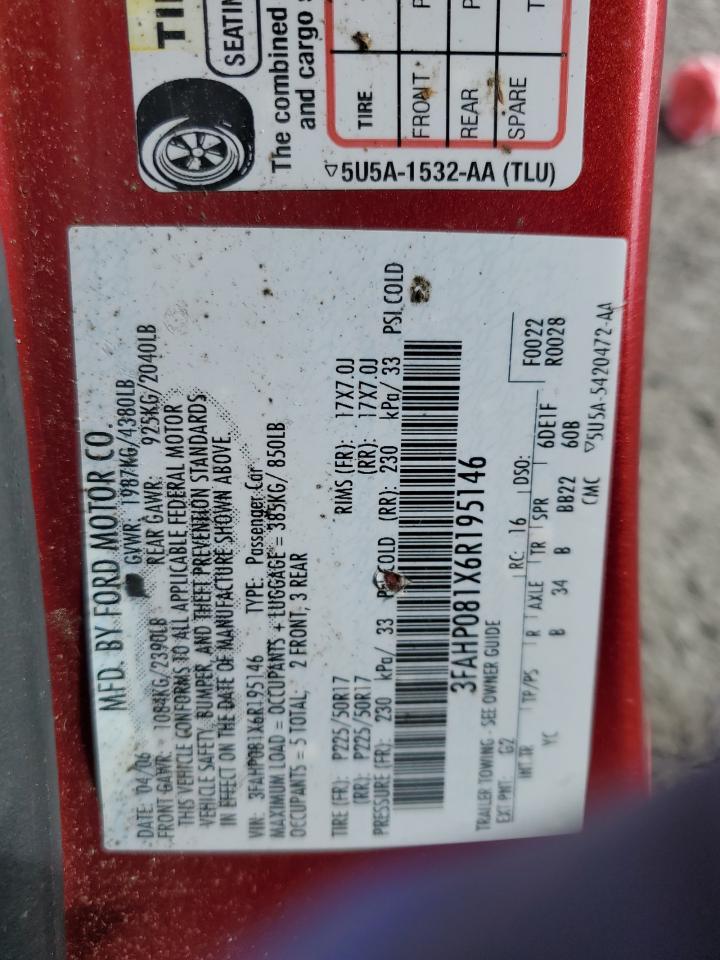 TI
SEATIN
The combined
and cargo s
TIRE
FRONT P
REAR P
SPARE T
5U5A-1532-AA (TLU)
MFD. BY FORD MOTOR CO.
DATE: 04/06 GVWR: 1987KG/4380LB
FRONT GAWR: 1084KG/2390LB REAR GAWR: 925KG/2040LB
THIS VEHICLE CONFORMS TO ALL APPLICABLE FEDERAL MOTOR
VEHICLE SAFETY, BUMPER, AND THEFT PREVENTION STANDARDS
IN EFFECT ON THE DATE OF MANUFACTURE SHOWN ABOVE.
VIN: 3FAHP081X6R195146 TYPE: Passenger Car
MAXIMUM LOAD = OCCUPANTS + LUGGAGE = 385KG/ 850LB
OCCUPANTS = 5 TOTAL, 2 FRONT, 3 REAR
TIRE (FR): P225/50R17 RIMS (FR): 17X7.0J
(RR): P225/50R17 (RR): 17X7.0J
PRESSURE (FR): 230 kPa/ 33 PSI COLD (RR): 230 kPa/ 33 PSI COLD
3FAHP081X6R195146
TRAILER TOWING - SEE OWNER GUIDE
EXT PNT: G2 RC: 16 DSO: F0022
R0028
INT TR TP/PS R AXLE TR SPR 6DE1F
YC B 34 B BB22 60B
CMC 5U5A-5420472-AA